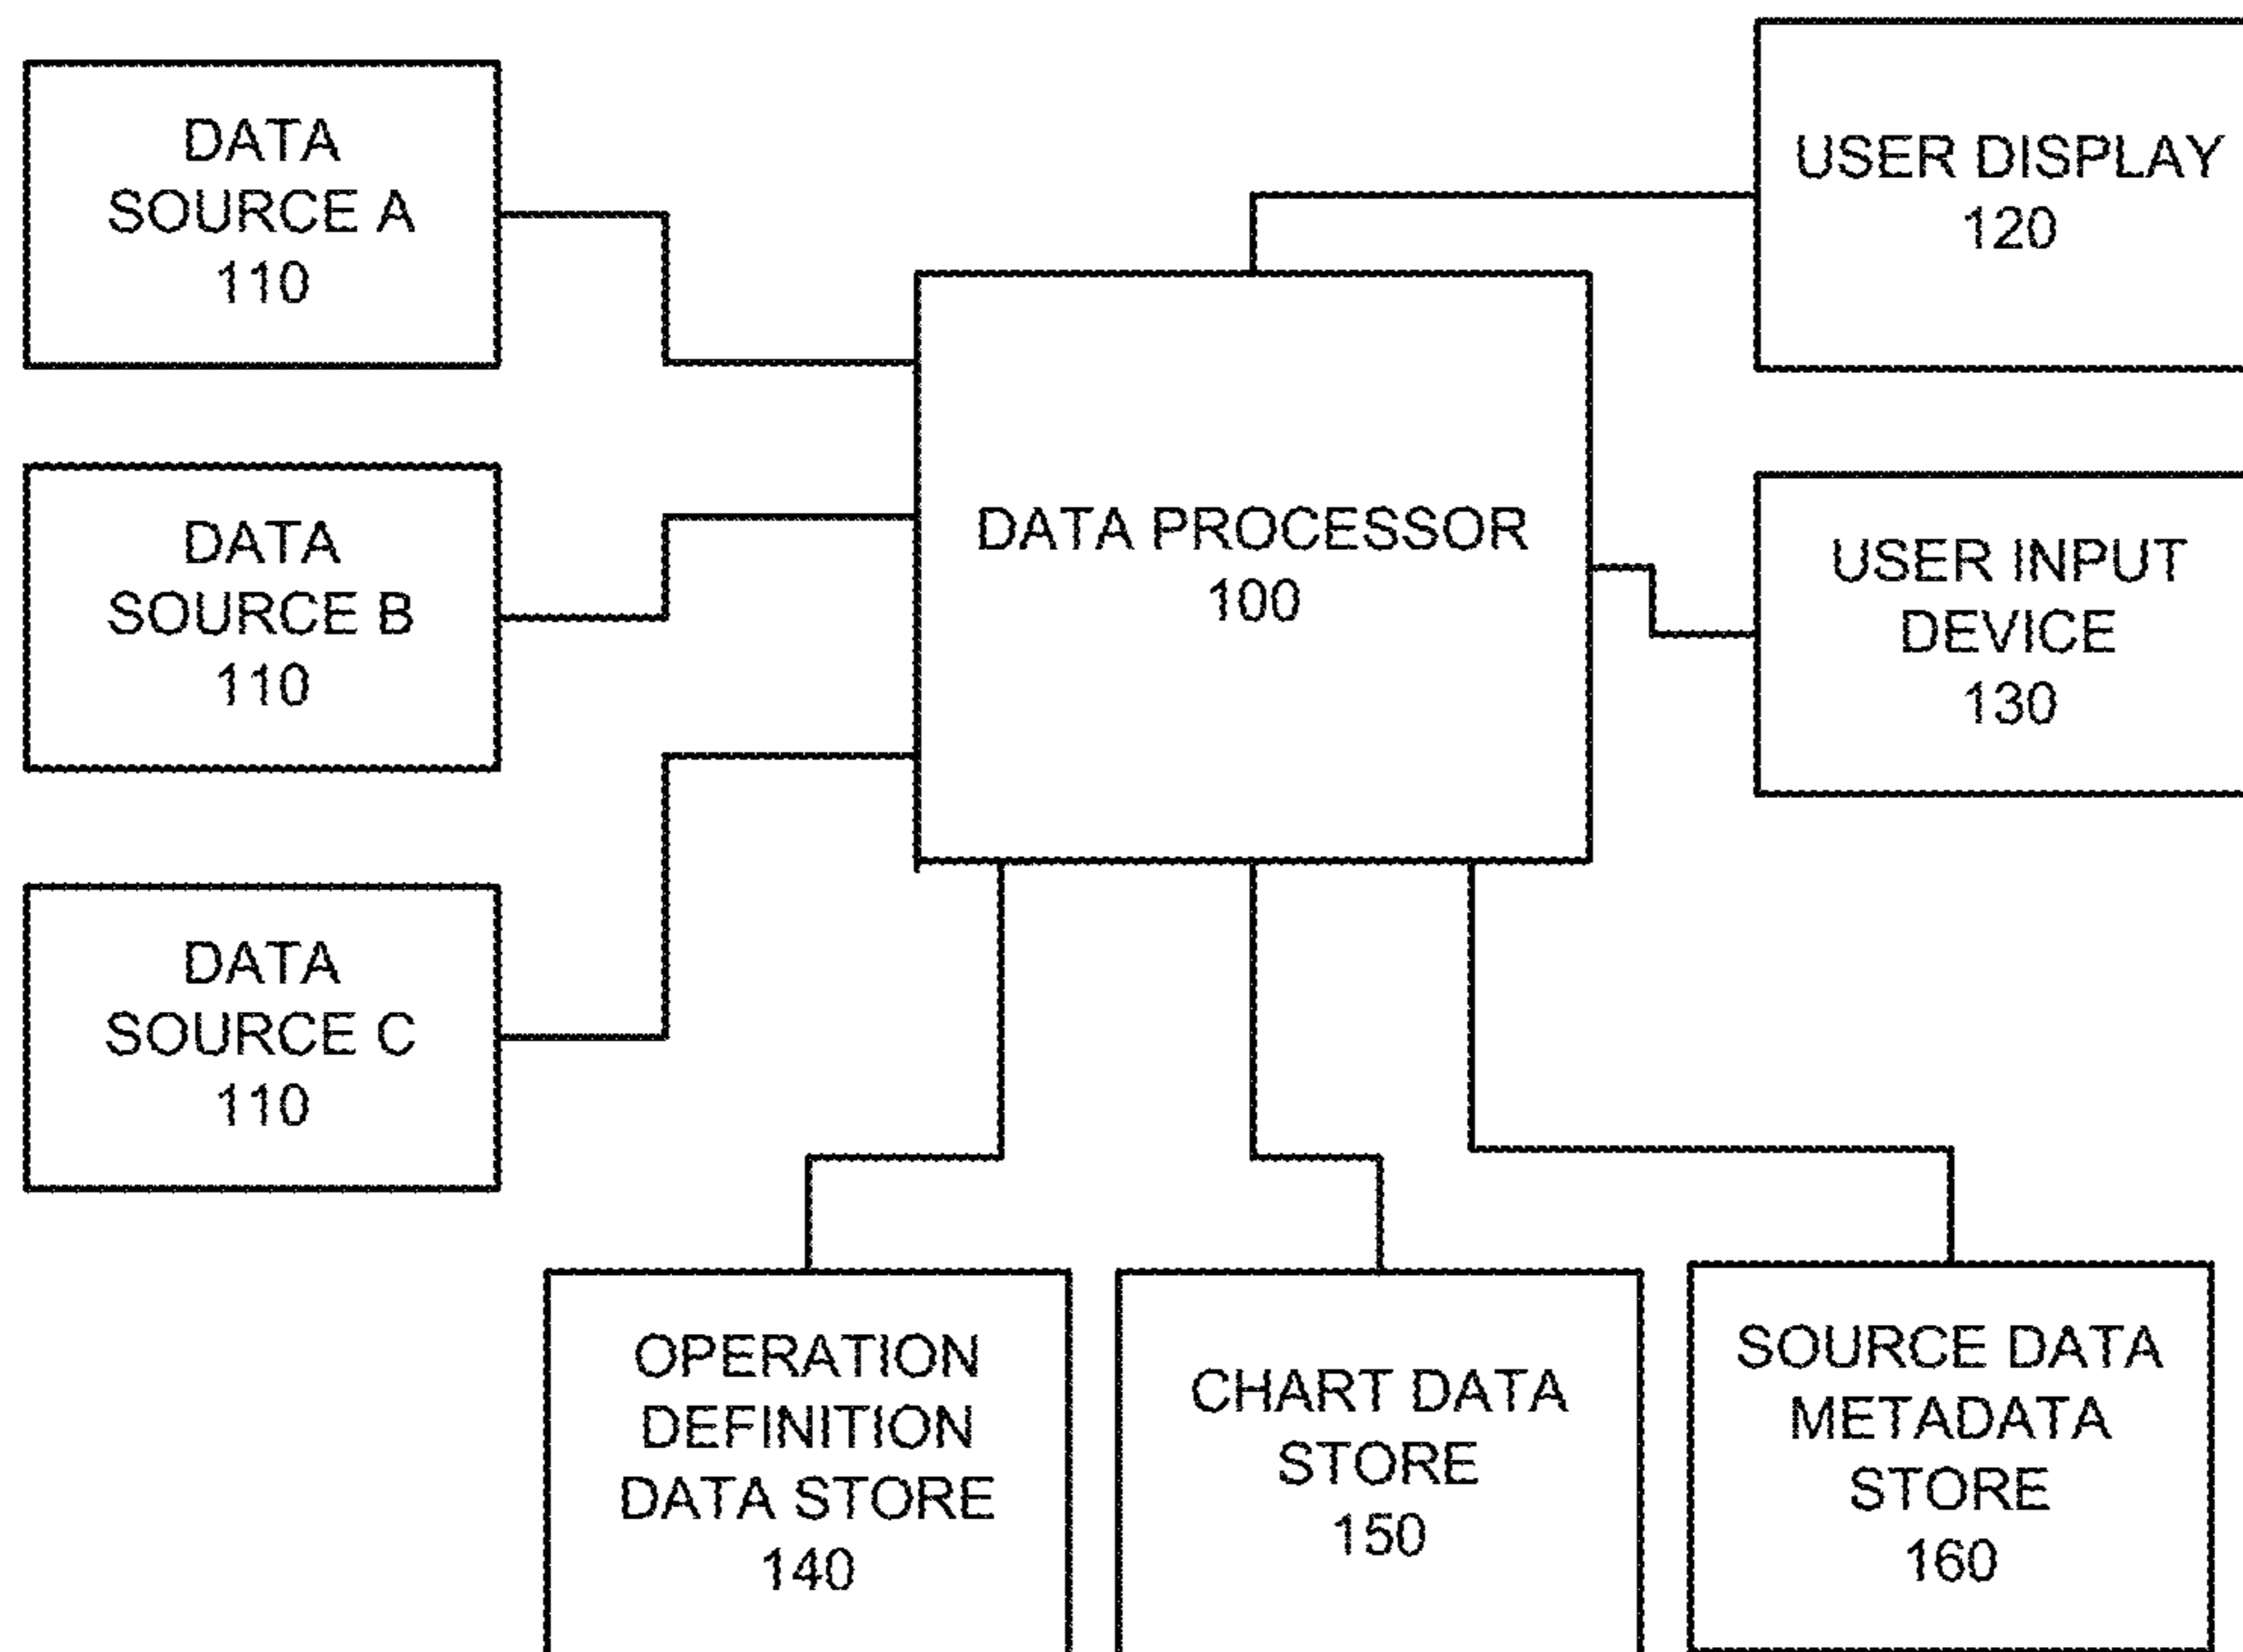 DATA
SOURCE A
110
USER DISPLAY
120
DATA
SOURCE B
110
DATA PROCESSOR
100
USER INPUT
DEVICE
130
DATA
SOURCE C
110
OPERATION
DEFINITION
DATA STORE
140
CHART DATA
STORE
150
SOURCE DATA
METADATA
STORE
160